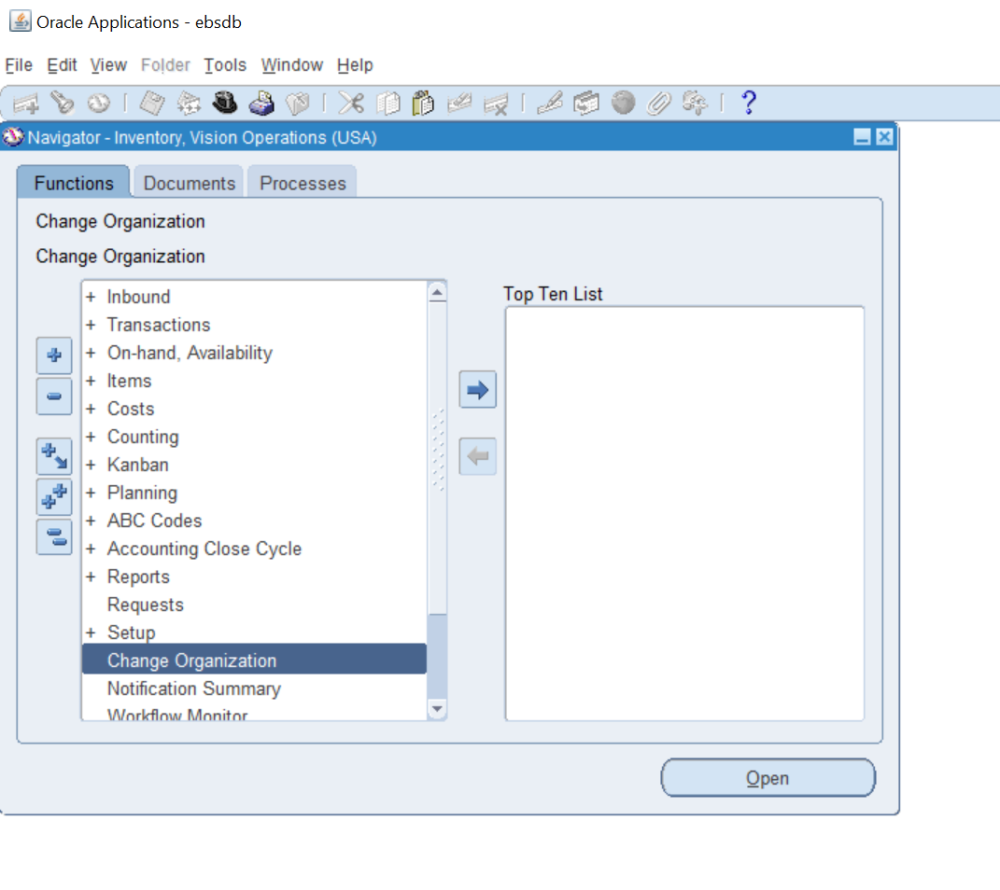 Oracle Applications - ebsdb
File Edit View Folder Tools Window Help
?
Navigator - Inventory, Vision Operations (USA)
Functions Documents Processes
Change Organization
Change Organization
Top Ten List
+ Inbound
+ Transactions
+ On-hand, Availability
+ Items
+ Costs
+ Counting
+ Kanban
+ Planning
+ ABC Codes
+ Accounting Close Cycle
+ Reports
Requests
+ Setup
Change Organization
Notification Summary
Workflow Monitor
Open